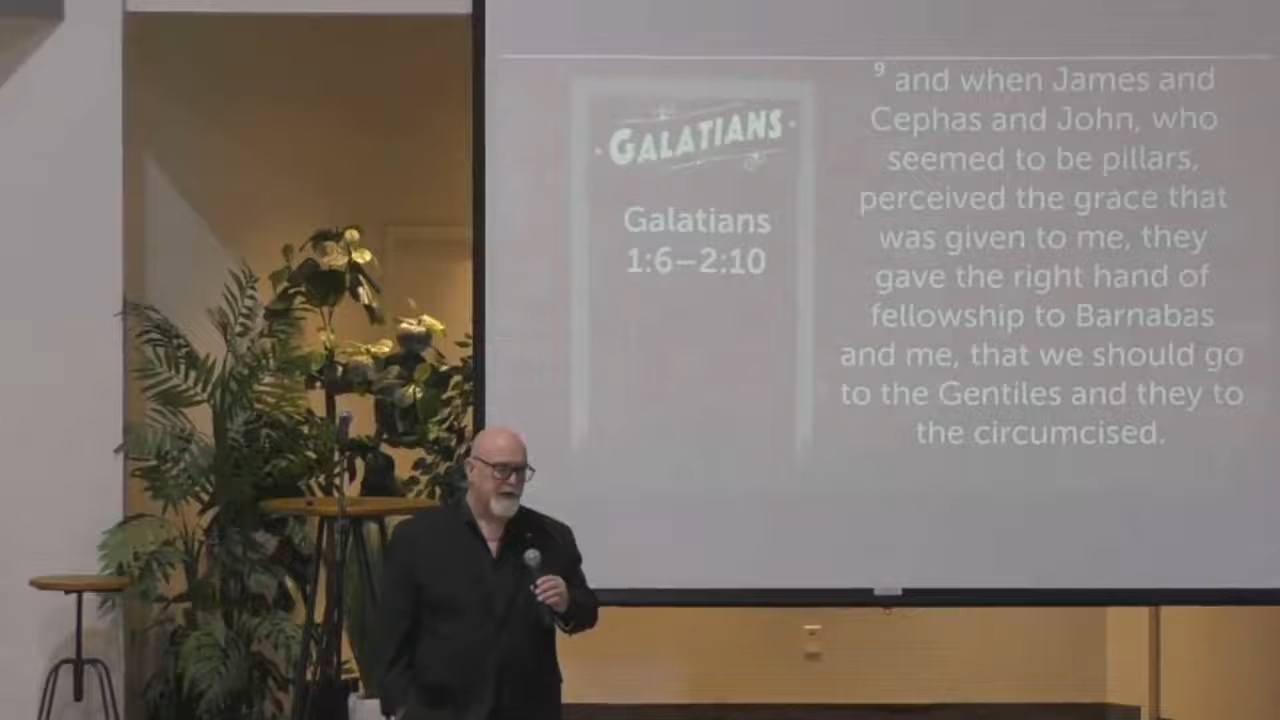 GALATIANS
Galatians
1:6–2:10
9 and when James and
Cephas and John, who
seemed to be pillars,
perceived the grace that
was given to me, they
gave the right hand of
fellowship to Barnabas
and me, that we should go
to the Gentiles and they to
the circumcised.